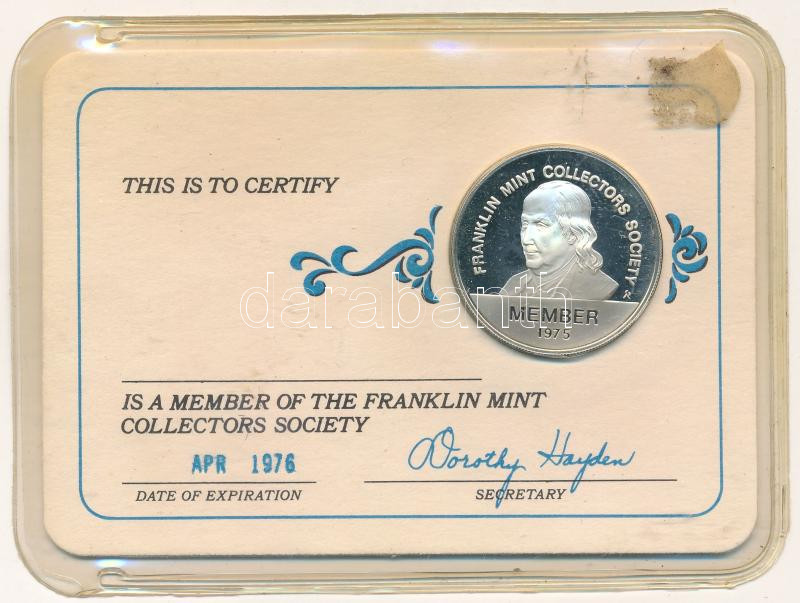 THIS IS TO CERTIFY
FRANKLIN MINT COLLECTORS SOCIETY
MEMBER
1975
darabanth
IS A MEMBER OF THE FRANKLIN MINT
COLLECTORS SOCIETY
APR 1976
Dorothy Hayden
DATE OF EXPIRATION
SECRETARY